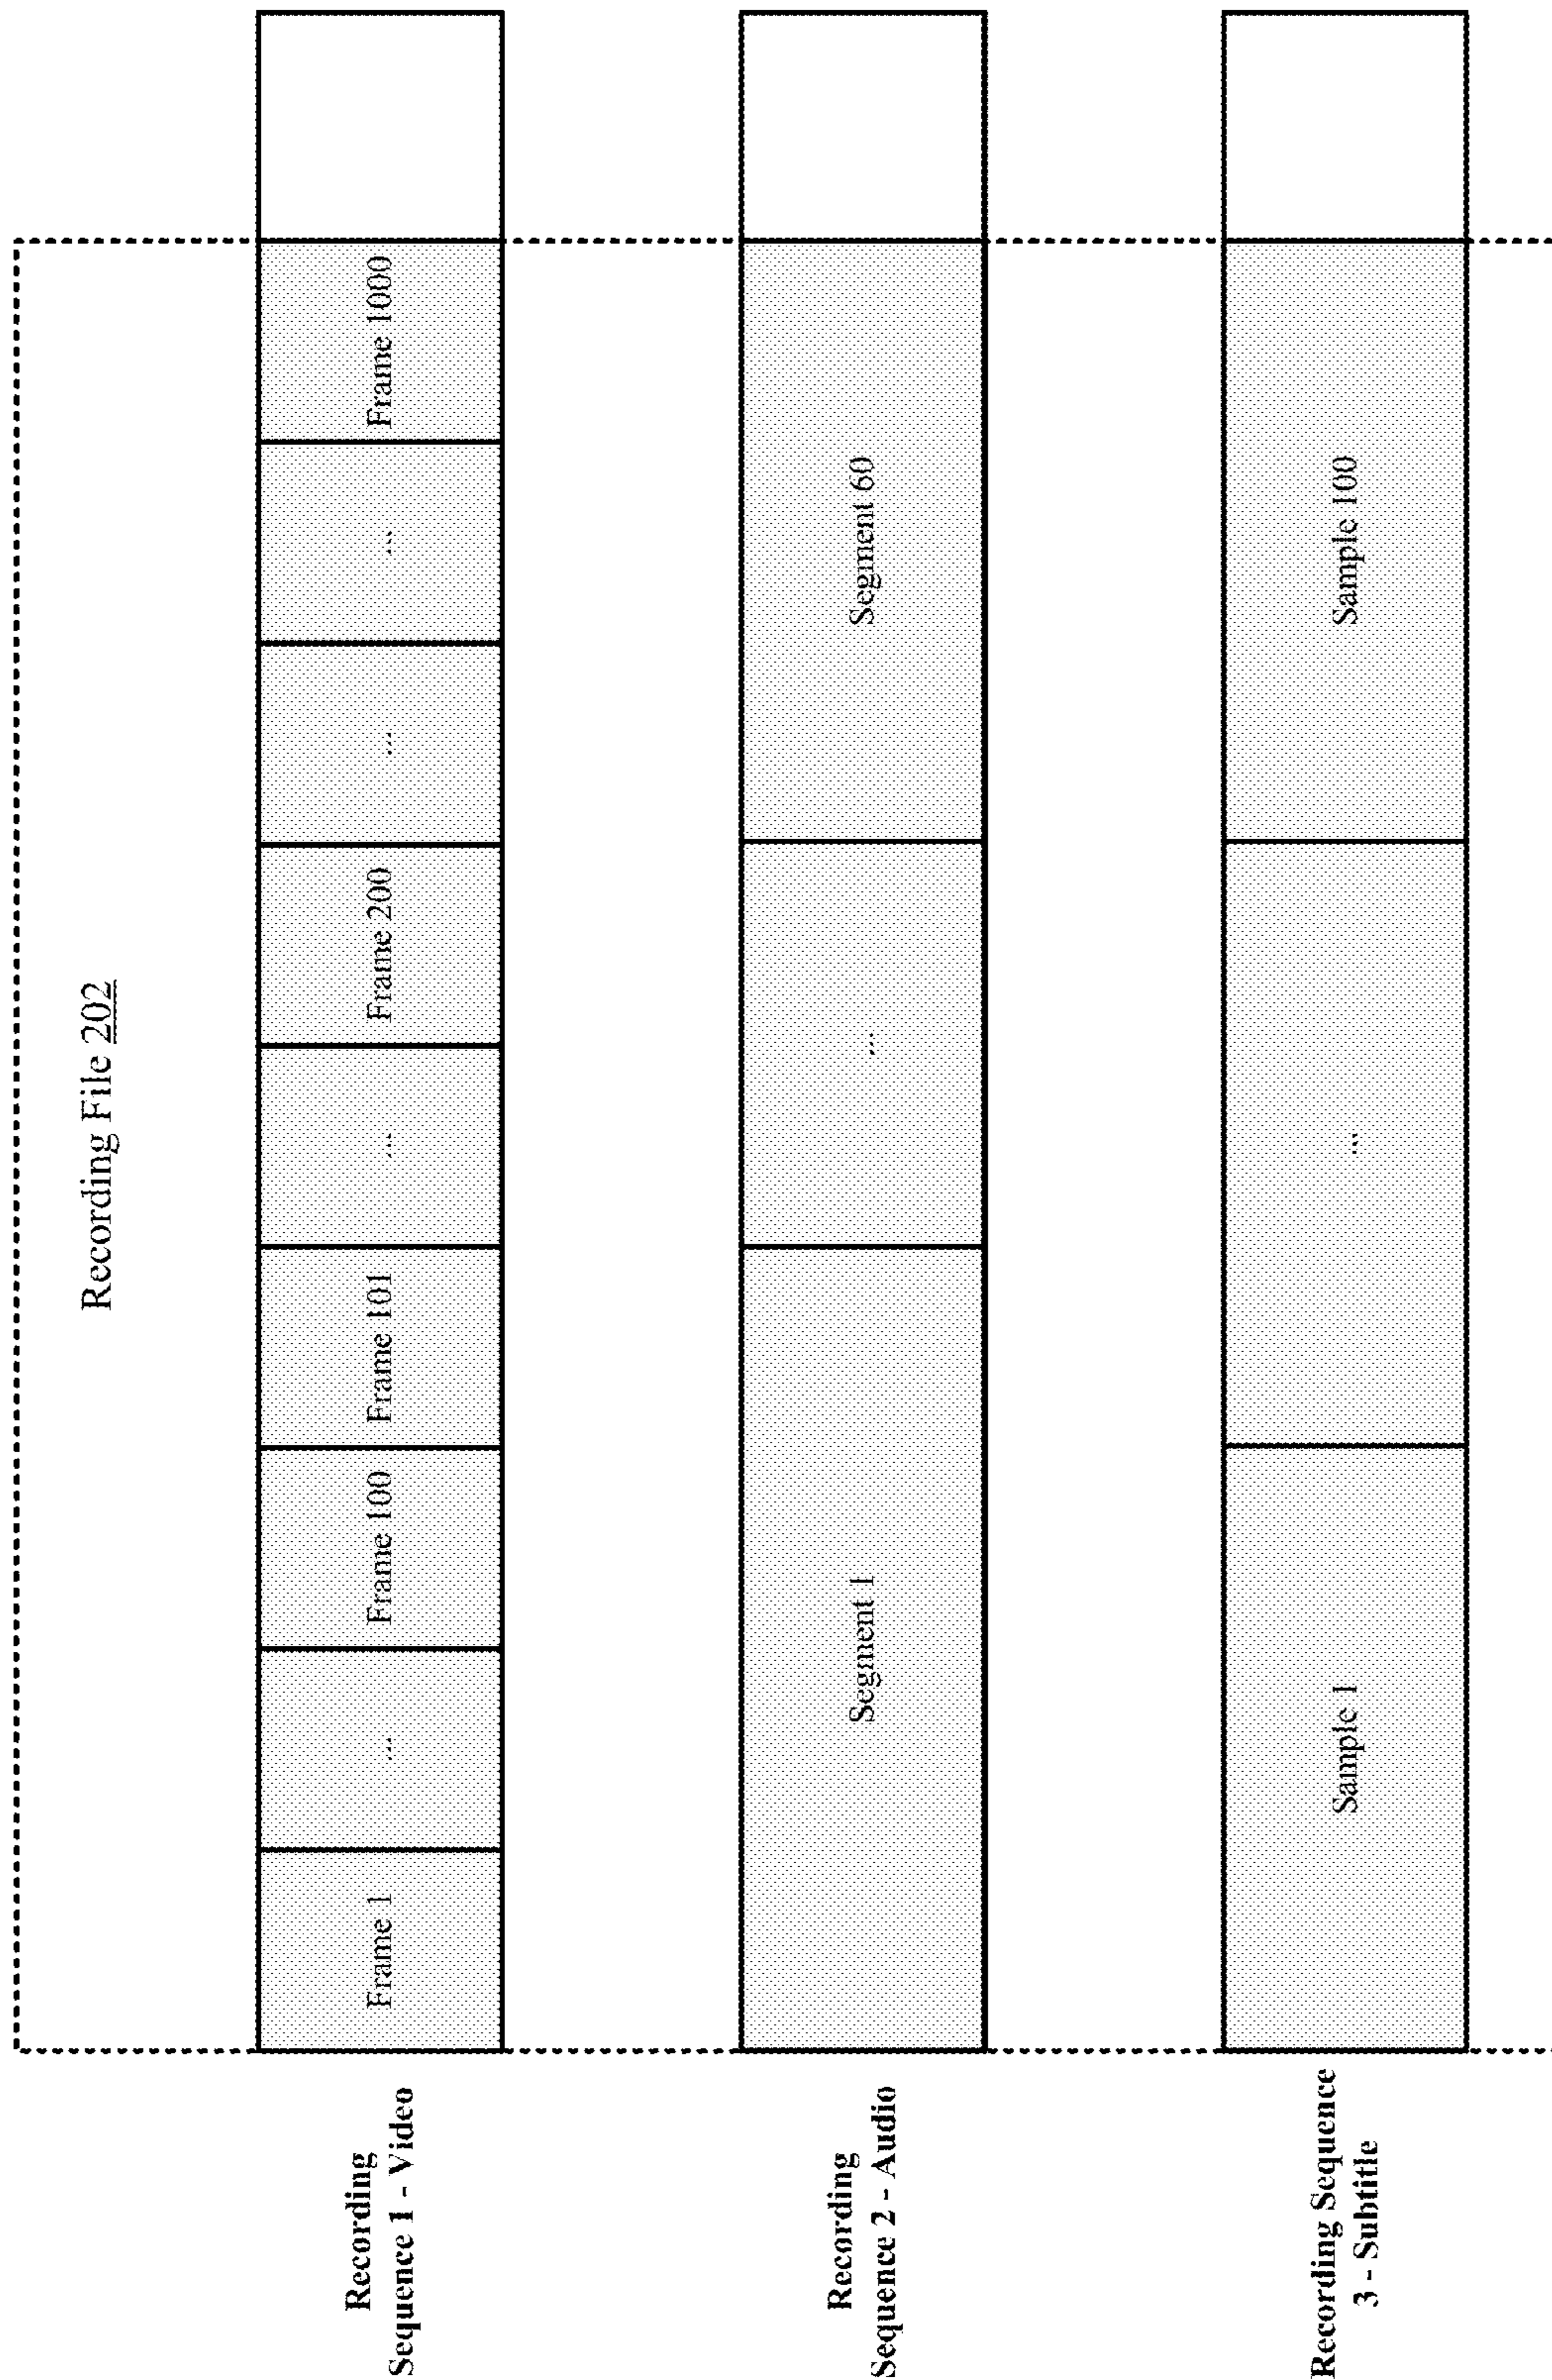 Recording File 202
Recording
Sequence 1 - Video
Frame 1
...
Frame 100
Frame 101
...
Frame 200
...
...
Frame 1000
Recording
Sequence 2 - Audio
Segment 1
...
Segment 60
Recording Sequence
3 - Subtitle
Sample 1
...
Sample 100